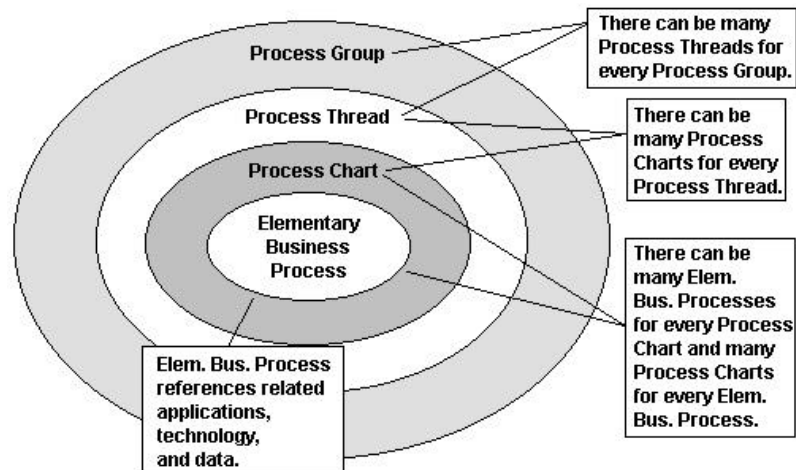 Process Group
Process Thread
Process Chart
Elementary
Business
Process
There can be many
Process Threads for
every Process Group.
There can be
many Process
Charts for every
Process Thread.
There can be
many Elem.
Bus. Processes
for every Process
Chart and many
Process Charts
for every Elem.
Bus. Process.
Elem. Bus. Process
references related
applications,
technology,
and data.